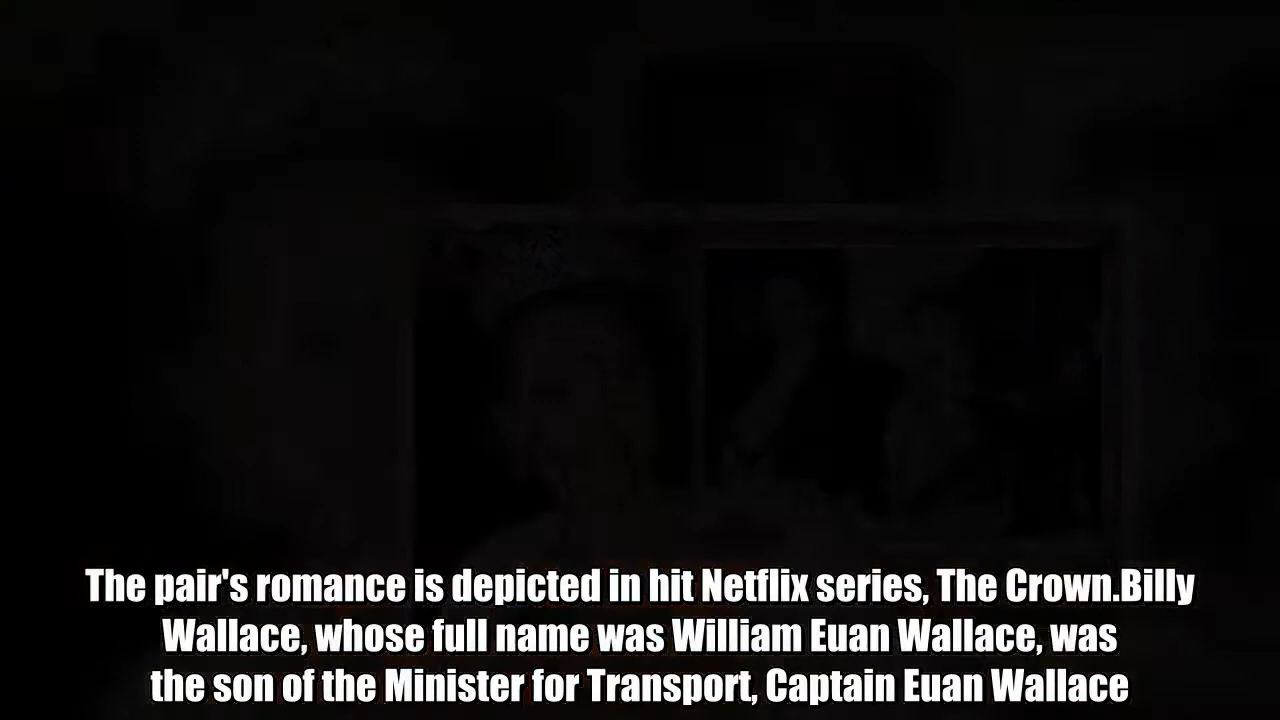 The pair's romance is depicted in hit Netflix series, The Crown.Billy
Wallace, whose full name was William Euan Wallace, was
the son of the Minister for Transport, Captain Euan Wallace